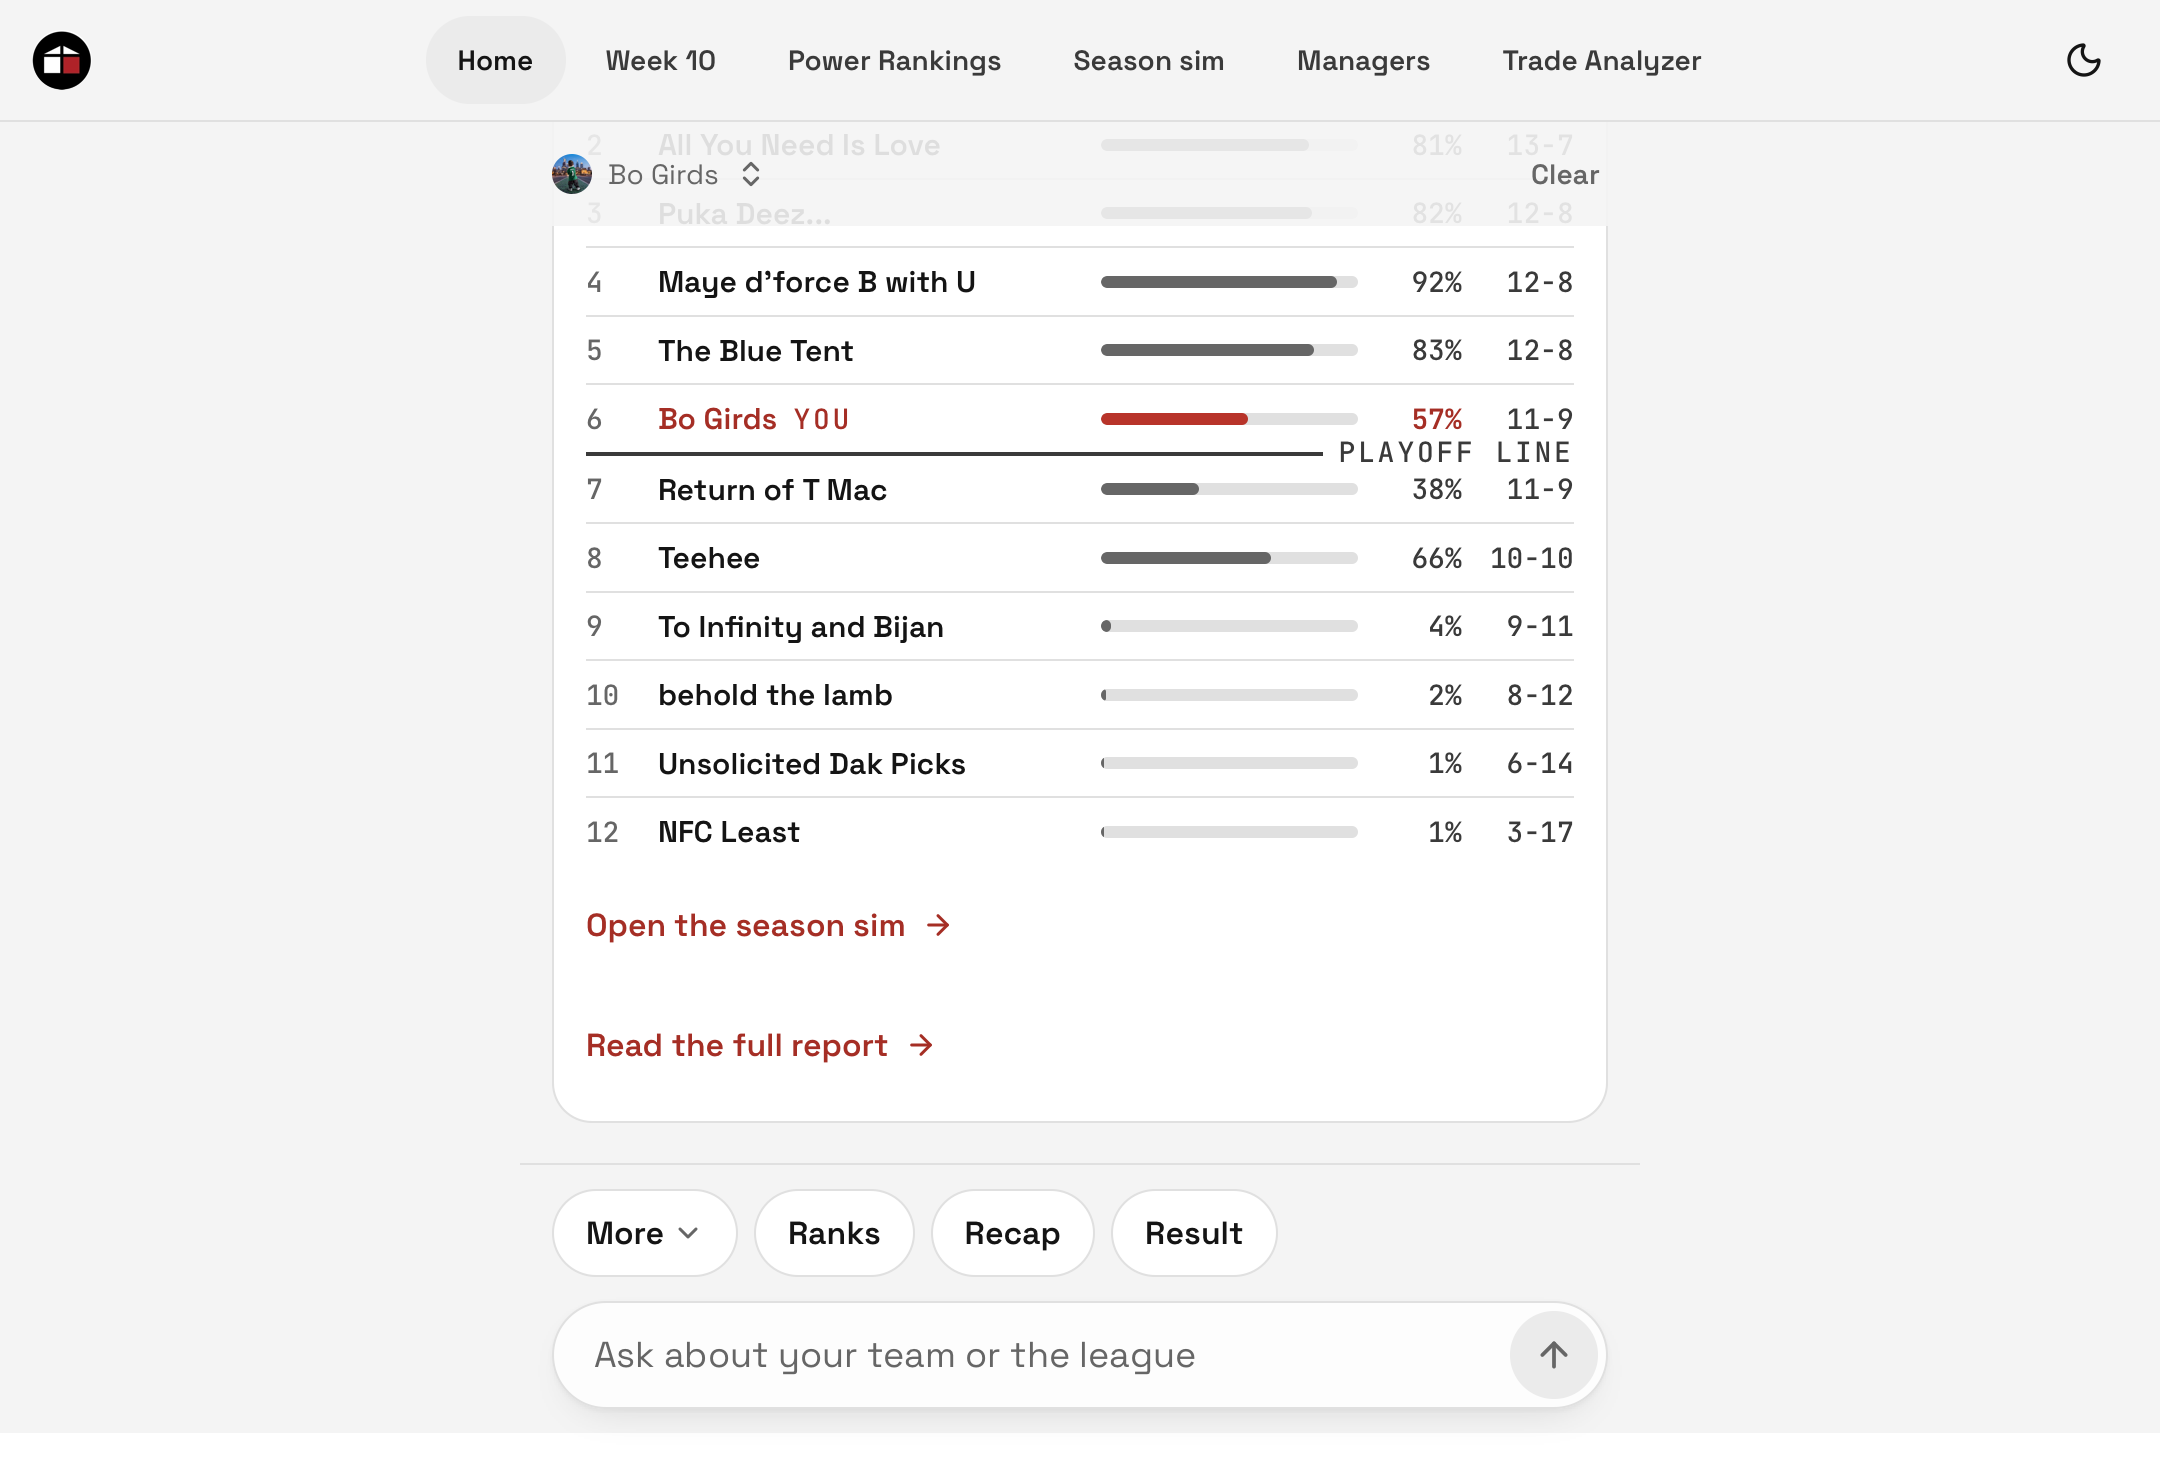 Home Week 10 Power Rankings Season sim Managers Trade Analyzer
2 All You Need Is Love 81% 13-7
Bo Girds Clear
3 Puka Deez... 82% 12-8
4 Maye d'force B with U 92% 12-8
5 The Blue Tent 83% 12-8
6 Bo Girds YOU 57% 11-9
PLAYOFF LINE
7 Return of T Mac 38% 11-9
8 Teehee 66% 10-10
9 To Infinity and Bijan 4% 9-11
10 behold the lamb 2% 8-12
11 Unsolicited Dak Picks 1% 6-14
12 NFC Least 1% 3-17
Open the season sim →
Read the full report →
More Ranks Recap Result
Ask about your team or the league